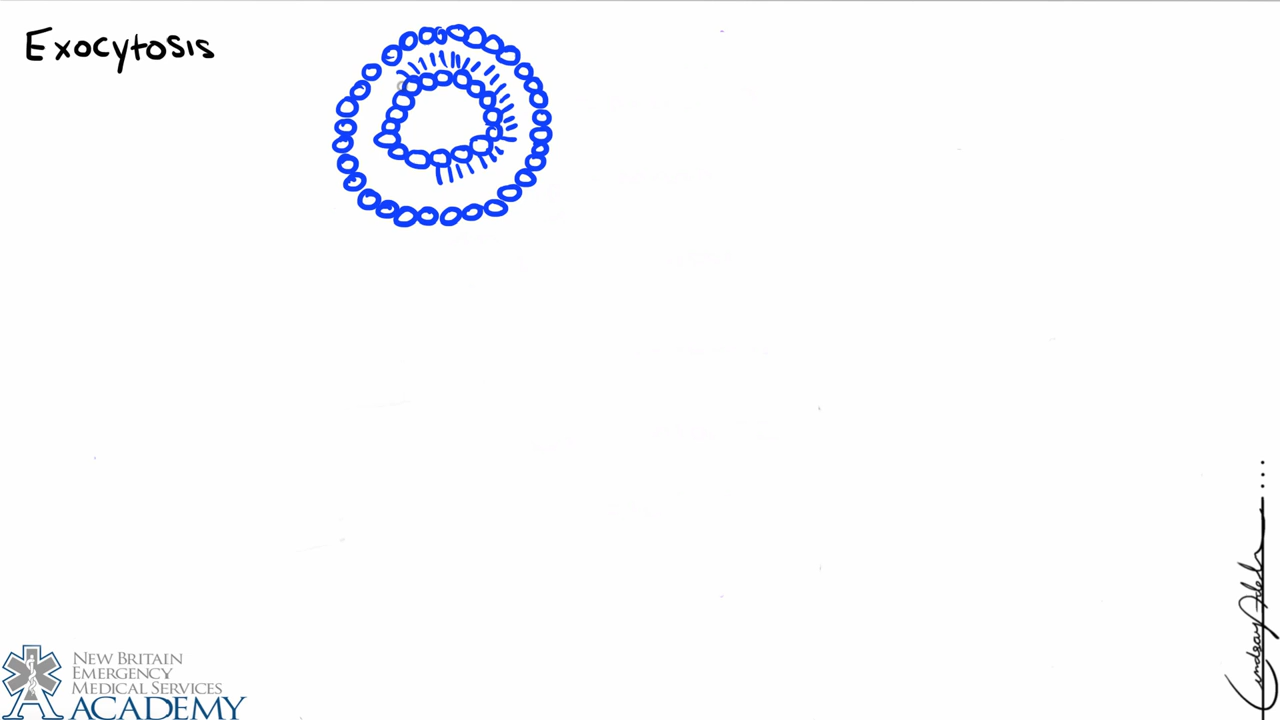 Exocytosis
NEW BRITAIN
EMERGENCY
MEDICAL SERVICES
ACADEMY